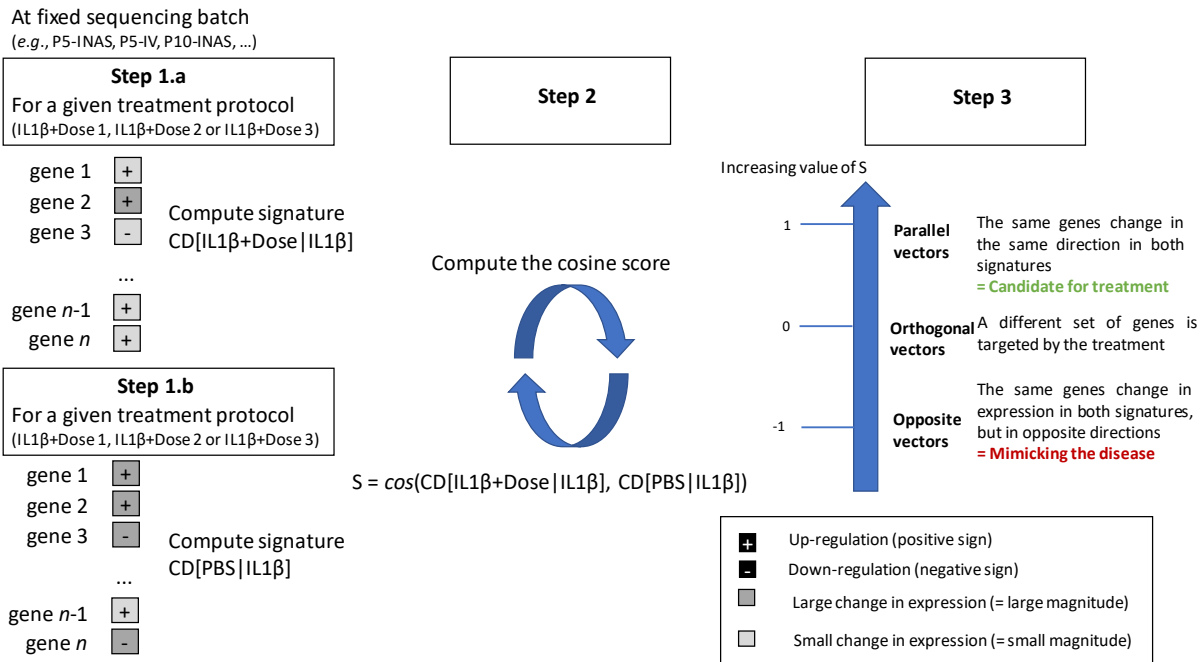 At fixed sequencing batch
(e.g., P5-INAS, P5-IV, P10-INAS, ...)
Step 1.a
For a given treatment protocol
(IL1β+Dose 1, IL1β+Dose 2 or IL1β+Dose 3)
gene 1 +
gene 2 +
gene 3 -
...
gene n-1 +
gene n +
Compute signature
CD[IL1β+Dose|IL1β]
Step 1.b
For a given treatment protocol
(IL1β+Dose 1, IL1β+Dose 2 or IL1β+Dose 3)
gene 1 +
gene 2 +
gene 3 -
...
gene n-1 +
gene n -
Compute signature
CD[PBS|IL1β]
Step 2
Compute the cosine score
S = cos(CD[IL1β+Dose|IL1β], CD[PBS|IL1β])
Step 3
Increasing value of S
1
Parallel
vectors
The same genes change in
the same direction in both
signatures
= Candidate for treatment
0
Orthogonal
vectors
A different set of genes is
targeted by the treatment
-1
Opposite
vectors
The same genes change in
expression in both signatures,
but in opposite directions
= Mimicking the disease
+ Up-regulation (positive sign)
- Down-regulation (negative sign)
Large change in expression (= large magnitude)
Small change in expression (= small magnitude)